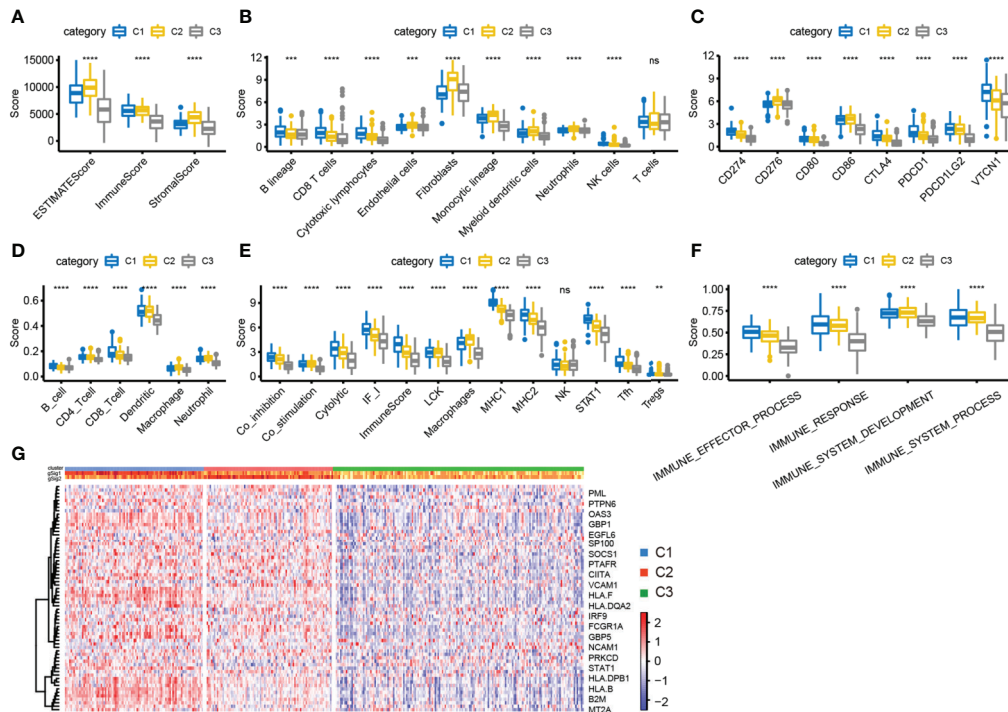 A
category C1 C2 C3
**** **** ****
Score
15000
10000
5000
0
ESTIMATEScore
ImmuneScore
StromalScore
B
category C1 C2 C3
*** **** **** *** **** **** **** **** **** ns
Score
12
9
6
3
0
B lineage
CD8 T cells
Cytotoxic lymphocytes
Endothelial cells
Fibroblasts
Monocytic lineage
Myeloid dendritic cells
Neutrophils
NK cells
T cells
C
category C1 C2 C3
**** **** **** **** **** **** **** ****
Score
12
9
6
3
0
CD274
CD276
CD80
CD86
CTLA4
PDCD1
PDCD1LG2
VTCN1
D
category C1 C2 C3
**** **** **** **** **** ****
Score
0.6
0.4
0.2
0.0
B_cell
CD4_Tcell
CD8_Tcell
Dendritic
Macrophage
Neutrophil
E
category C1 C2 C3
**** **** **** **** **** **** **** **** **** ns **** **** **
Score
9
6
3
0
Co_inhibition
Co_stimulation
Cytolytic
IF_I
ImmuneScore
LCK
Macrophages
MHC1
MHC2
NK
STAT1
Tfh
Tregs
F
category C1 C2 C3
**** **** **** ****
Score
1.00
0.75
0.50
0.25
0.00
IMMUNE_EFFECTOR_PROCESS
IMMUNE_RESPONSE
IMMUNE_SYSTEM_DEVELOPMENT
IMMUNE_SYSTEM_PROCESS
G
cluster
gSig1
gSig2
PML
PTPN6
OAS3
GBP1
EGFL6
SP100
SOCS1
PTAFR
CIITA
VCAM1
HLA.F
HLA.DQA2
IRF9
FCGR1A
GBP5
NCAM1
PRKCD
STAT1
HLA.DPB1
HLA.B
B2M
MT2A
C1
C2
C3
2
1
0
−1
−2